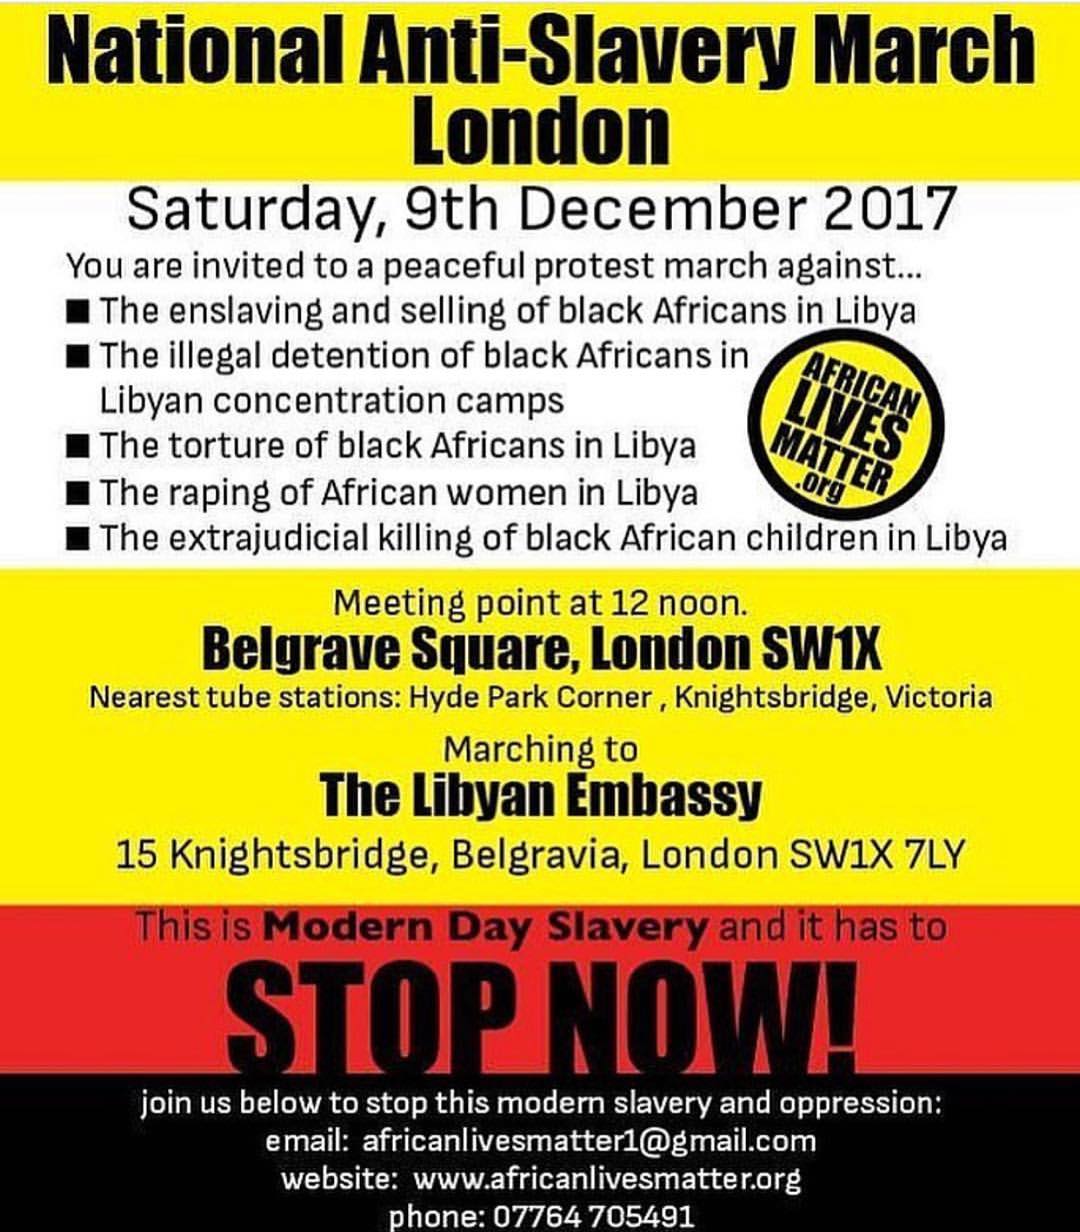 National Anti-Slavery March
London
Saturday, 9th December 2017
You are invited to a peaceful protest march against...
■ The enslaving and selling of black Africans in Libya
■ The illegal detention of black Africans in
Libyan concentration camps
■ The torture of black Africans in Libya
■ The raping of African women in Libya
■ The extrajudicial killing of black African children in Libya
AFRICAN
LIVES
MATTER
.org
Meeting point at 12 noon.
Belgrave Square, London SW1X
Nearest tube stations: Hyde Park Corner , Knightsbridge, Victoria
Marching to
The Libyan Embassy
15 Knightsbridge, Belgravia, London SW1X 7LY
This is Modern Day Slavery and it has to
STOP NOW!
join us below to stop this modern slavery and oppression:
email: africanlivesmatter1@gmail.com
website: www.africanlivesmatter.org
phone: 07764 705491